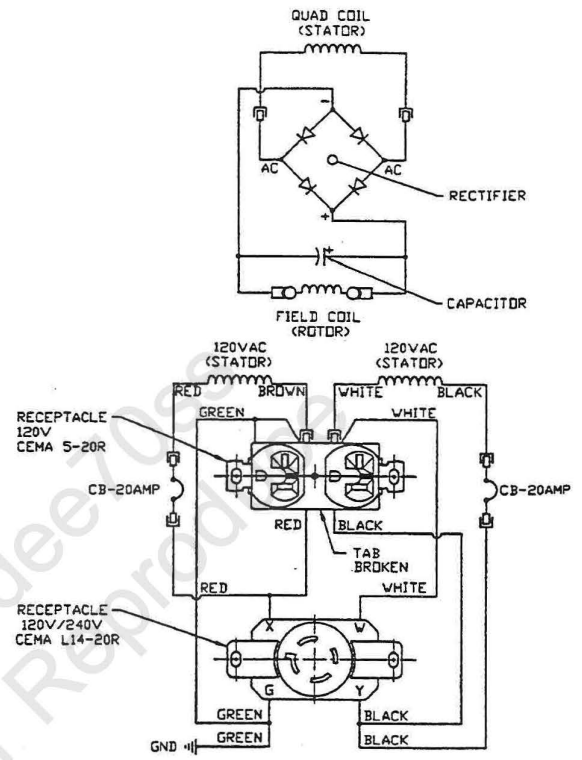 QUAD COIL
(STATOR)
-
AC
AC
RECTIFIER
+
+
CAPACITOR
FIELD COIL
(ROTOR)
120VAC
(STATOR)
120VAC
(STATOR)
RED
BROWN
WHITE
BLACK
GREEN
WHITE
RECEPTACLE
120V
CEMA 5-20R
CB-20AMP
CB-20AMP
RED
BLACK
TAB
BROKEN
RED
WHITE
RECEPTACLE
120V/240V
CEMA L14-20R
X
W
G
Y
GREEN
BLACK
GREEN
BLACK
GND
dee70ss
Reproduce